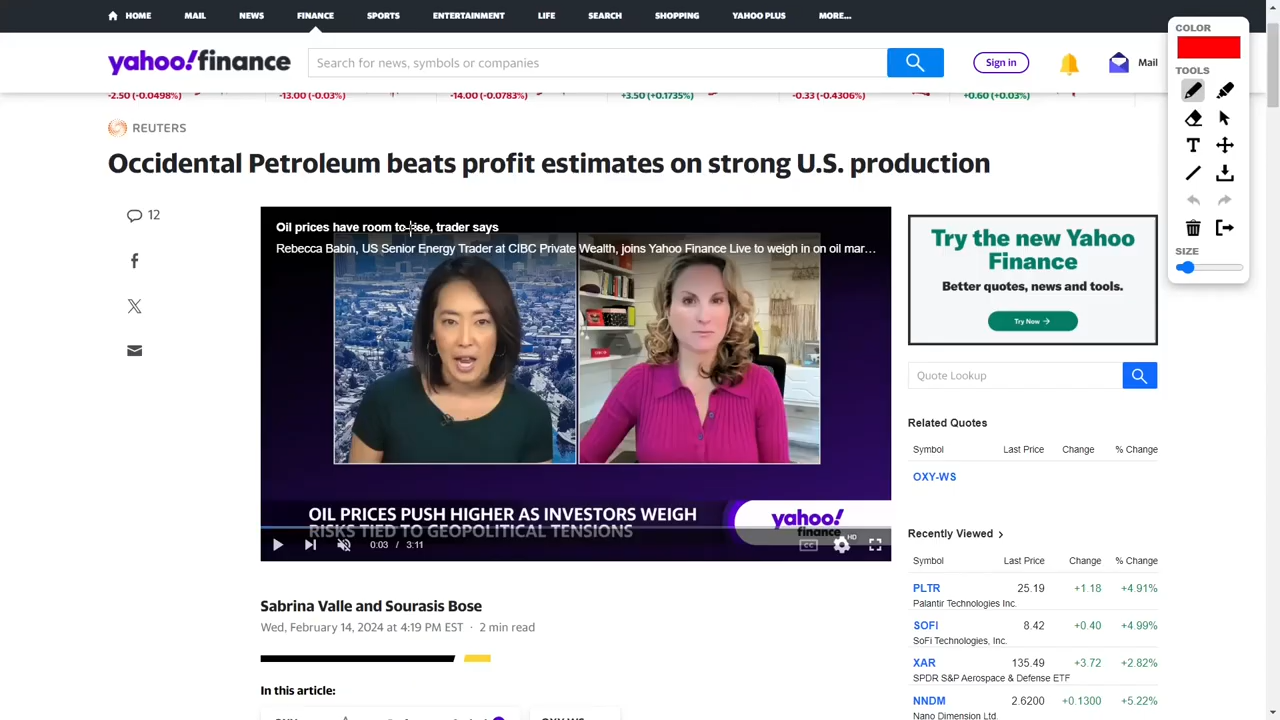 HOME MAIL NEWS FINANCE SPORTS ENTERTAINMENT LIFE SEARCH SHOPPING YAHOO PLUS MORE...
yahoo!finance
Search for news, symbols or companies
Sign in
Mail
-2.50 (-0.0498%) -13.00 (-0.03%) -14.00 (-0.0783%) +3.50 (+0.1735%) -0.33 (-0.4306%) +0.60 (+0.03%)
REUTERS
Occidental Petroleum beats profit estimates on strong U.S. production
12
Oil prices have room to rise, trader says
Rebecca Babin, US Senior Energy Trader at CIBC Private Wealth, joins Yahoo Finance Live to weigh in on oil mar…
OIL PRICES PUSH HIGHER AS INVESTORS WEIGH
RISKS TIED TO GEOPOLITICAL TENSIONS
yahoo!
finance
0:03 / 3:11
CC
HD
Sabrina Valle and Sourasis Bose
Wed, February 14, 2024 at 4:19 PM EST · 2 min read
In this article:
OXY-WS
Try the new Yahoo
Finance
Better quotes, news and tools.
Try Now →
Quote Lookup
Related Quotes
Symbol Last Price Change % Change
OXY-WS
Recently Viewed
Symbol Last Price Change % Change
PLTR 25.19 +1.18 +4.91%
Palantir Technologies Inc.
SOFI 8.42 +0.40 +4.99%
SoFi Technologies, Inc.
XAR 135.49 +3.72 +2.82%
SPDR S&P Aerospace & Defense ETF
NNDM 2.6200 +0.1300 +5.22%
Nano Dimension Ltd.
COLOR
TOOLS
T
SIZE